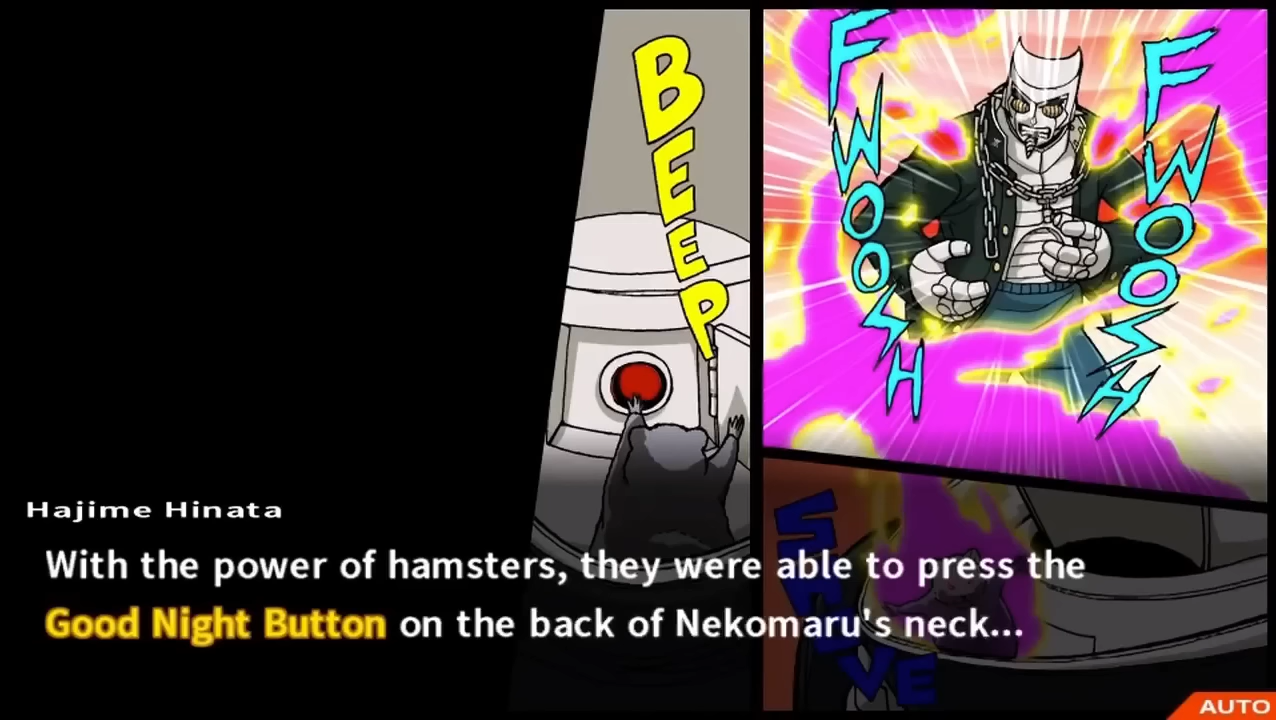 BEEP
FWOOSH
FWOOSH
SHOVE
Hajime Hinata
With the power of hamsters, they were able to press the
Good Night Button on the back of Nekomaru's neck...
AUTO